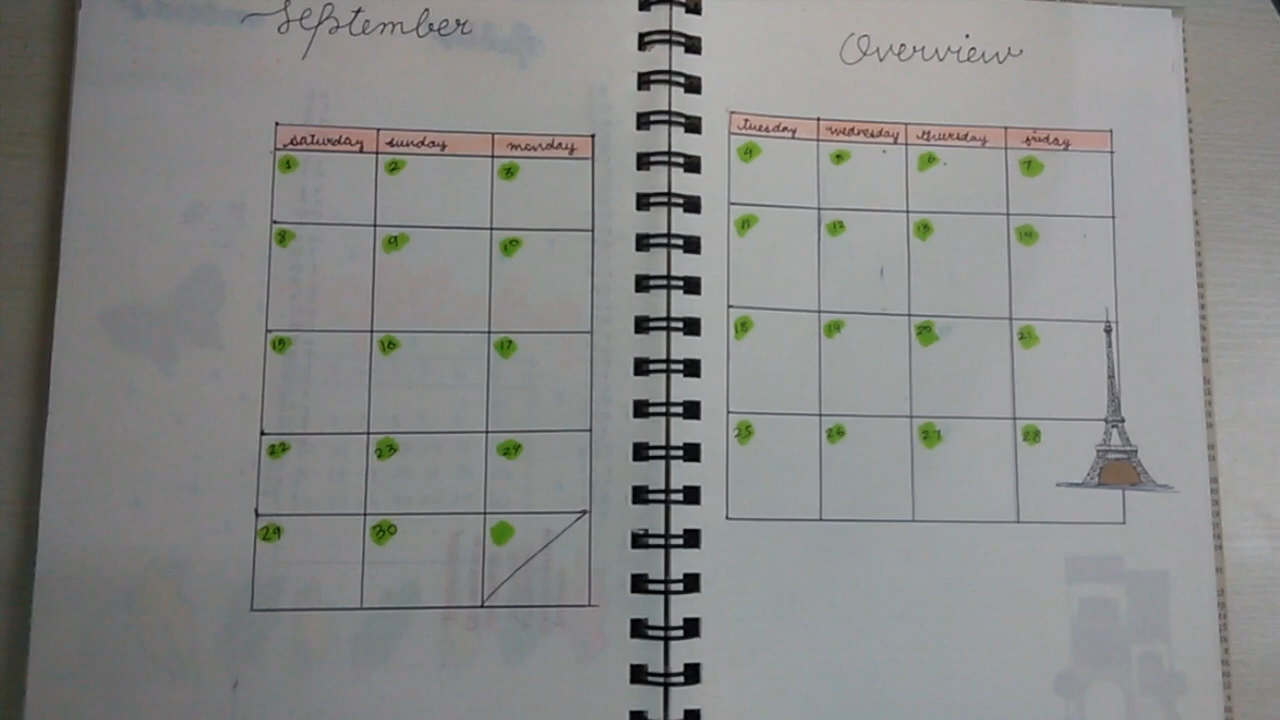 September
Overview
saturday sunday monday
1 2 3
8 9 10
15 16 17
22 23 24
29 30
tuesday wednesday thursday friday
4 5 6 7
11 12 13 14
18 19 20 21
25 26 27 28